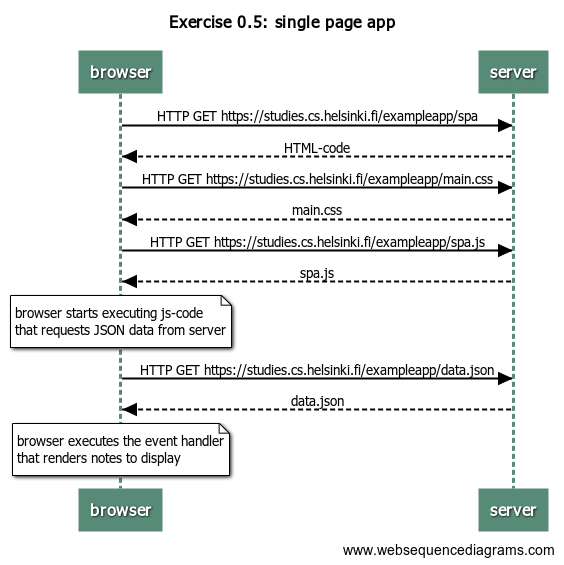 Exercise 0.5: single page app
browser
server
HTTP GET https://studies.cs.helsinki.fi/exampleapp/spa
HTML-code
HTTP GET https://studies.cs.helsinki.fi/exampleapp/main.css
main.css
HTTP GET https://studies.cs.helsinki.fi/exampleapp/spa.js
spa.js
browser starts executing js-code
that requests JSON data from server
HTTP GET https://studies.cs.helsinki.fi/exampleapp/data.json
data.json
browser executes the event handler
that renders notes to display
browser
server
www.websequencediagrams.com